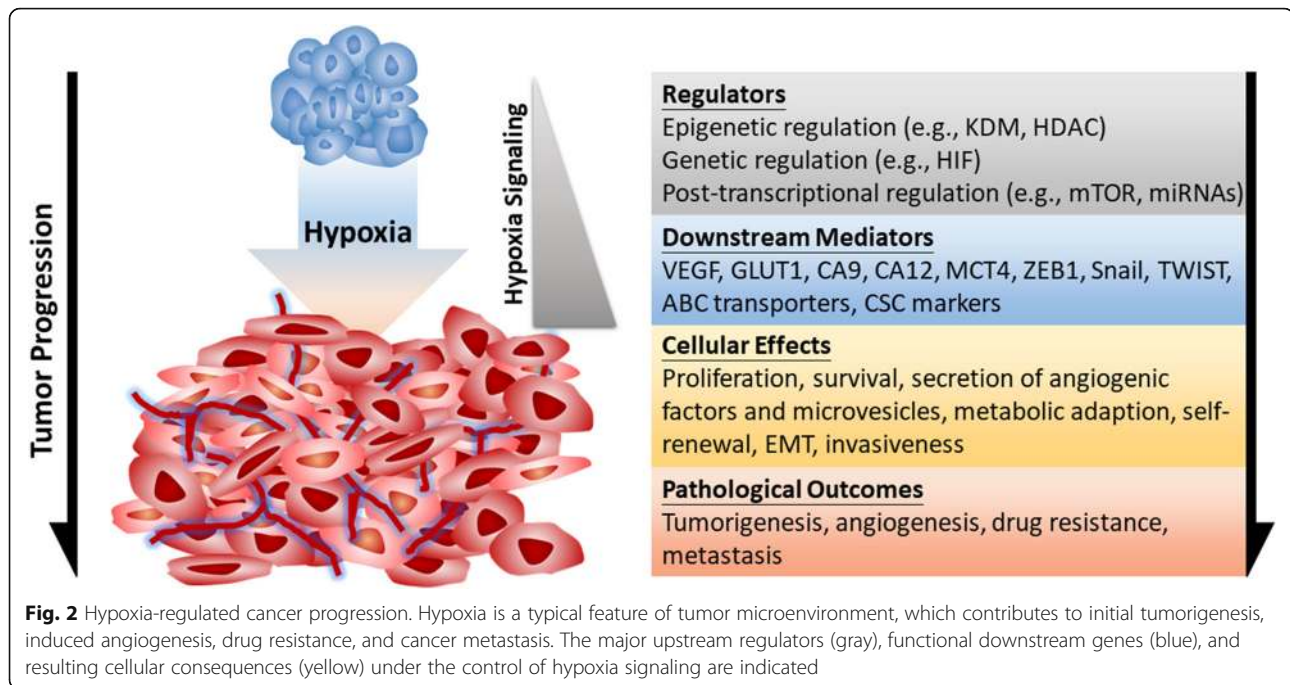 Tumor Progression
Hypoxia
Hypoxia Signaling
Regulators
Epigenetic regulation (e.g., KDM, HDAC)
Genetic regulation (e.g., HIF)
Post-transcriptional regulation (e.g., mTOR, miRNAs)
Downstream Mediators
VEGF, GLUT1, CA9, CA12, MCT4, ZEB1, Snail, TWIST,
ABC transporters, CSC markers
Cellular Effects
Proliferation, survival, secretion of angiogenic
factors and microvesicles, metabolic adaption, self-
renewal, EMT, invasiveness
Pathological Outcomes
Tumorigenesis, angiogenesis, drug resistance,
metastasis
Fig. 2 Hypoxia-regulated cancer progression. Hypoxia is a typical feature of tumor microenvironment, which contributes to initial tumorigenesis,
induced angiogenesis, drug resistance, and cancer metastasis. The major upstream regulators (gray), functional downstream genes (blue), and
resulting cellular consequences (yellow) under the control of hypoxia signaling are indicated